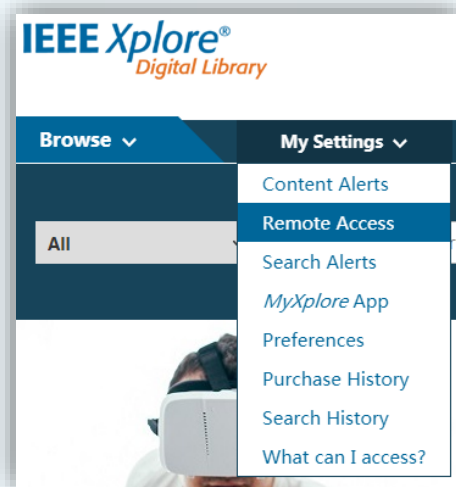 IEEE Xplore®
Digital Library
Browse
My Settings
Content Alerts
Remote Access
All
Search Alerts
MyXplore App
Preferences
Purchase History
Search History
What can I access?